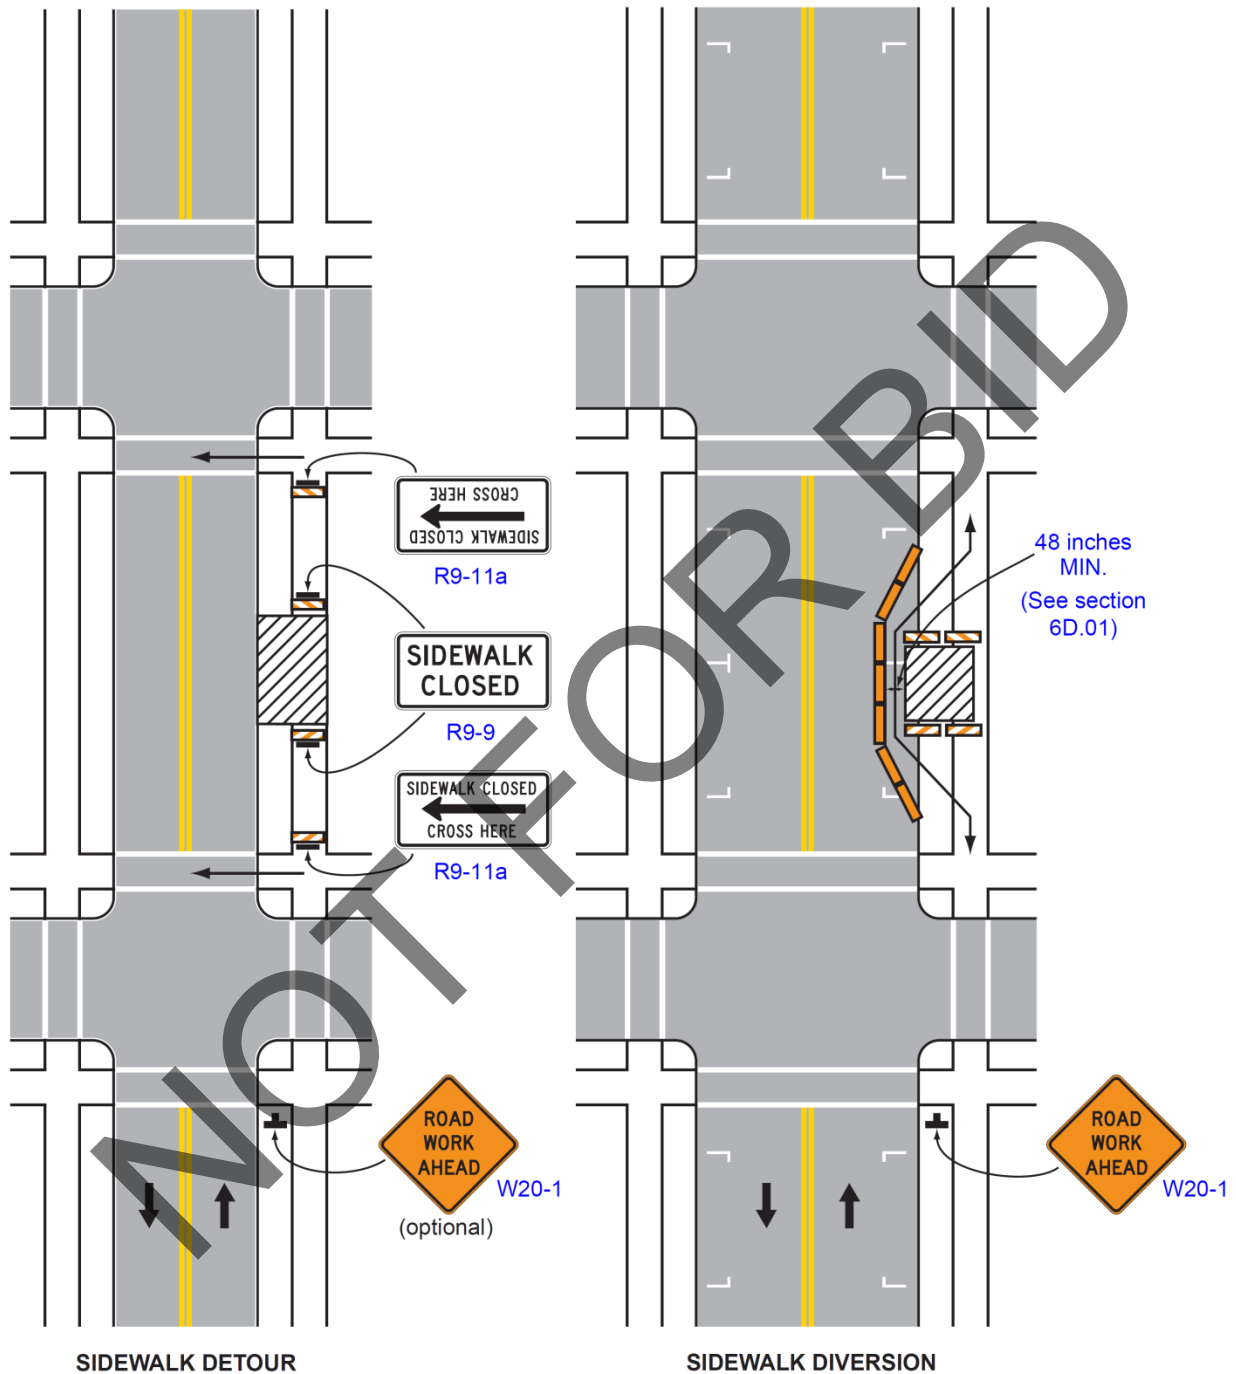 CROSS HERE
SIDEWALK CLOSED
R9-11a
SIDEWALK
CLOSED
R9-9
SIDEWALK CLOSED
CROSS HERE
R9-11a
ROAD
WORK
AHEAD
W20-1
(optional)
SIDEWALK DETOUR
48 inches
MIN.
(See section
6D.01)
ROAD
WORK
AHEAD
W20-1
SIDEWALK DIVERSION
NOT FOR BID